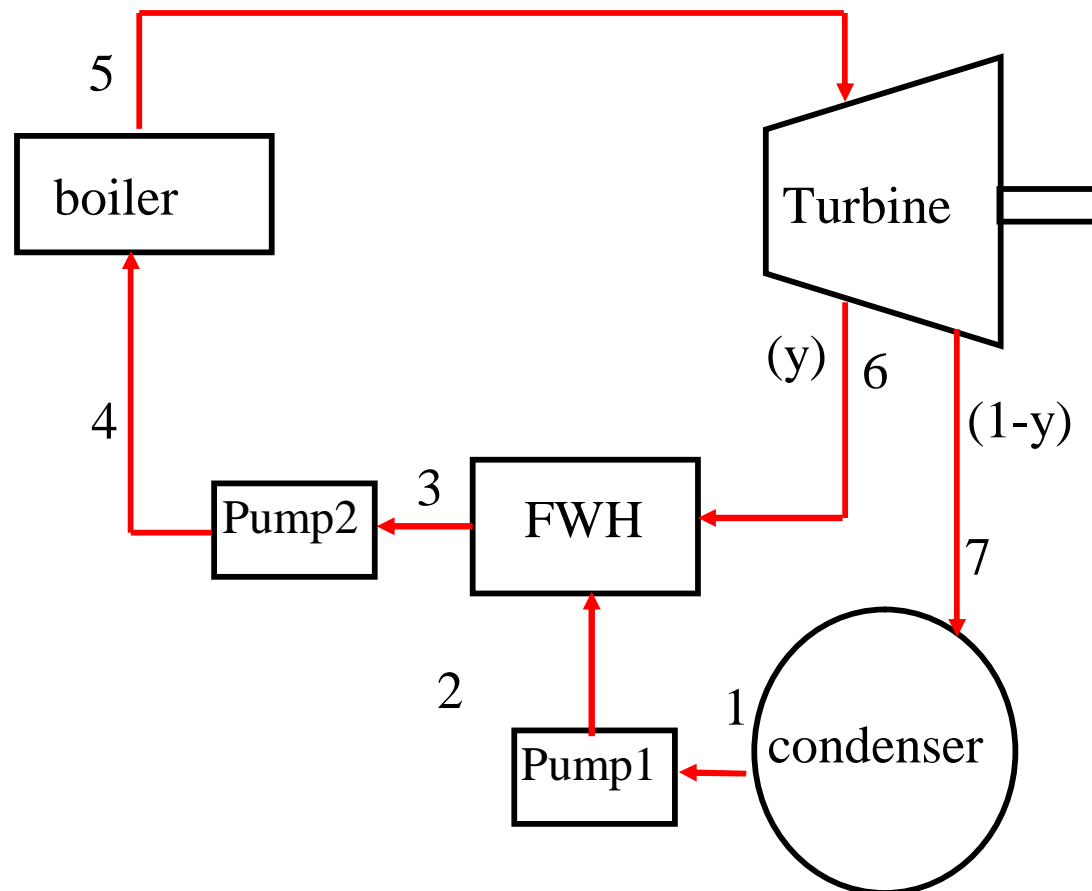 5
boiler
Turbine
(y)
6
4
(1-y)
3
Pump2
FWH
7
2
1
Pump1
condenser